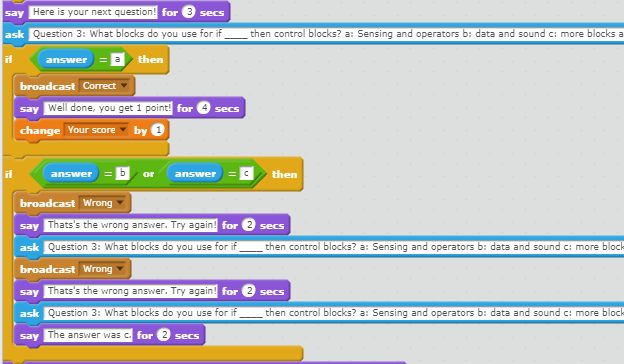 say Here is your next question! for 3 secs
ask Question 3: What blocks do you use for if ____ then control blocks? a: Sensing and operators b: data and sound c: more blocks a
if answer = a then
broadcast Correct
say Well done, you get 1 point! for 4 secs
change Your score by 1
if answer = b or answer = c then
broadcast Wrong
say Thats's the wrong answer. Try again! for 2 secs
ask Question 3: What blocks do you use for if ____ then control blocks? a: Sensing and operators b: data and sound c: more block
broadcast Wrong
say Thats's the wrong answer. Try again! for 2 secs
ask Question 3: What blocks do you use for if ____ then control blocks? a: Sensing and operators b: data and sound c: more block
say The answer was c. for 2 secs